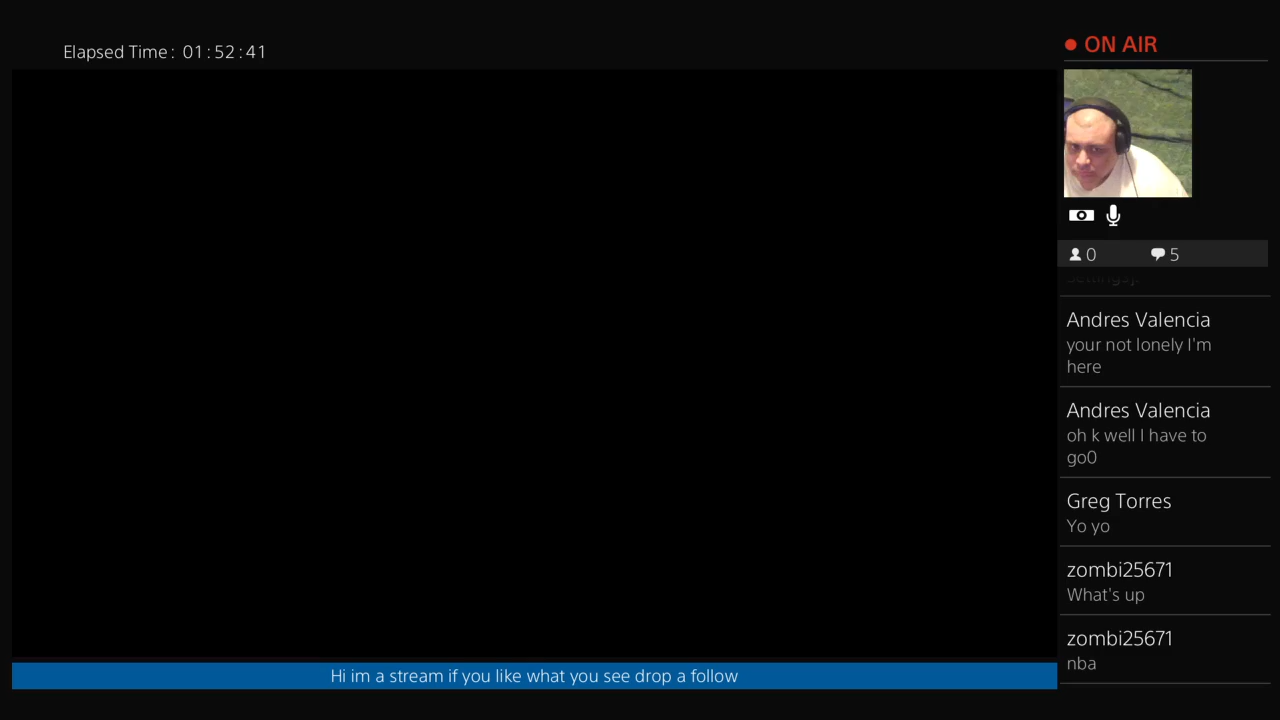 Elapsed Time: 01:52:41
ON AIR
0 5
Settings].
Andres Valencia
your not lonely I'm
here
Andres Valencia
oh k well I have to
go0
Greg Torres
Yo yo
zombi25671
What's up
zombi25671
nba
Hi im a stream if you like what you see drop a follow